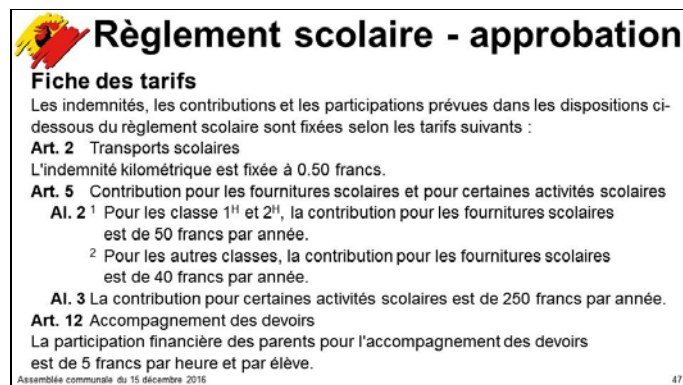 Règlement scolaire - approbation
Fiche des tarifs
Les indemnités, les contributions et les participations prévues dans les dispositions ci-
dessous du règlement scolaire sont fixées selon les tarifs suivants :
Art. 2 Transports scolaires
L'indemnité kilométrique est fixée à 0.50 francs.
Art. 5 Contribution pour les fournitures scolaires et pour certaines activités scolaires
Al. 2 ¹ Pour les classe 1ᴴ et 2ᴴ, la contribution pour les fournitures scolaires
est de 50 francs par année.
² Pour les autres classes, la contribution pour les fournitures scolaires
est de 40 francs par année.
Al. 3 La contribution pour certaines activités scolaires est de 250 francs par année.
Art. 12 Accompagnement des devoirs
La participation financière des parents pour l'accompagnement des devoirs
est de 5 francs par heure et par élève.
Assemblée communale du 15 décembre 2016 47